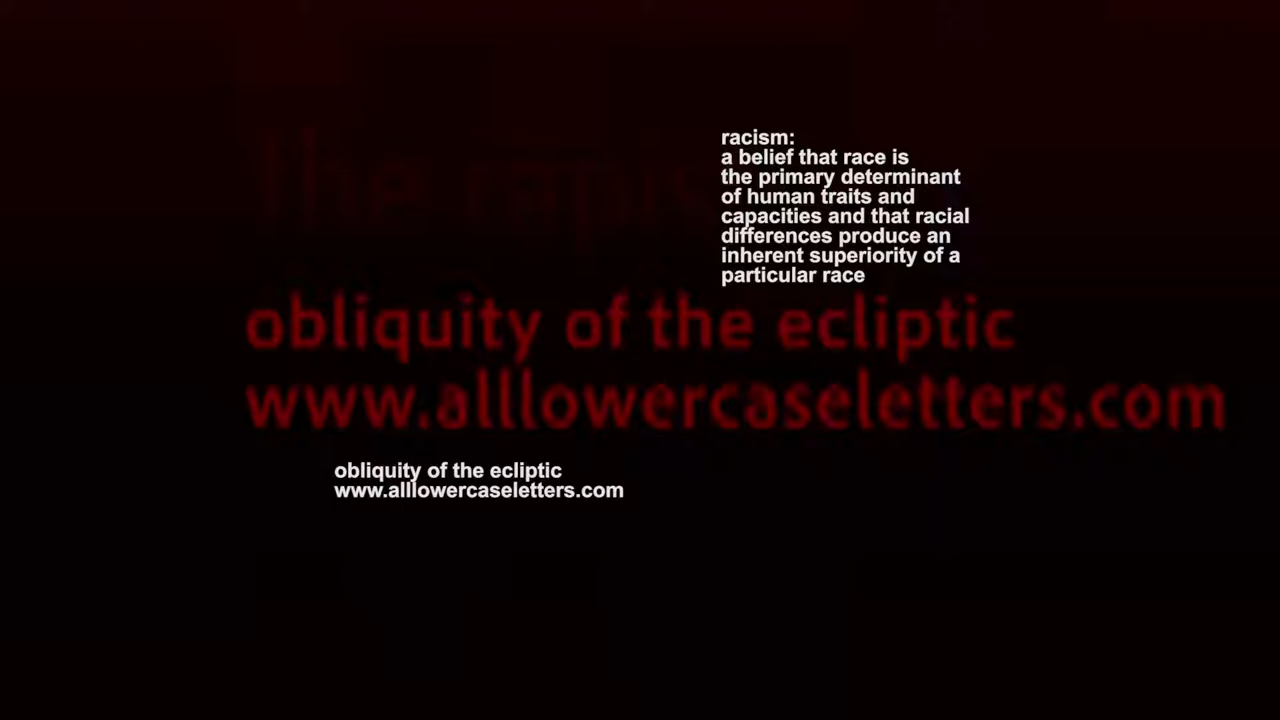 the rapis
racism:
a belief that race is
the primary determinant
of human traits and
capacities and that racial
differences produce an
inherent superiority of a
particular race
obliquity of the ecliptic
www.alllowercaseletters.com
obliquity of the ecliptic
www.alllowercaseletters.com